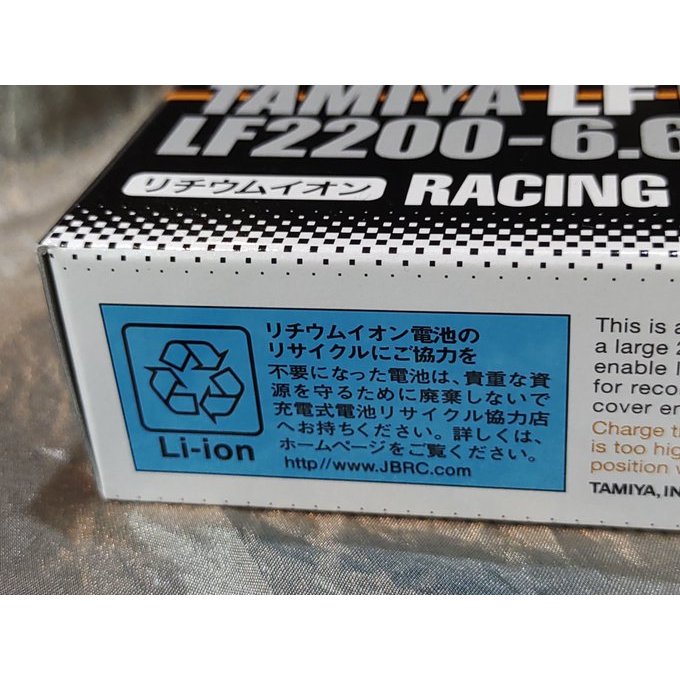 TAMIYA LF
LF2200-6.6
リチウムイオン RACING
リチウムイオン電池の
リサイクルにご協力を
不要になった電池は、貴重な資
源を守るために廃棄しないで
充電式電池リサイクル協力店
へお持ちください。詳しくは、
ホームページをご覧ください。
http//www.JBRC.com
Li-ion
This is a
a large 2
enable
for reco
cover en
Charge
is too hig
position
TAMIYA, IN